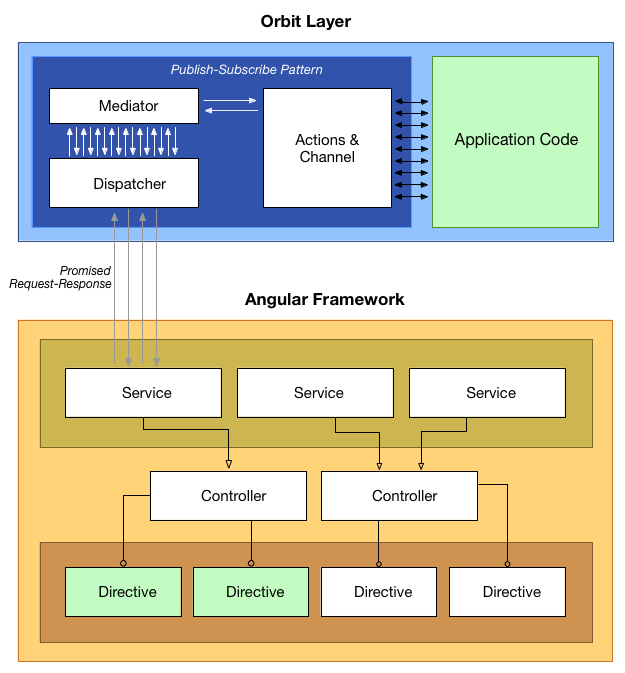 Orbit Layer
Publish-Subscribe Pattern
Mediator
Dispatcher
Actions &
Channel
Application Code
Promised
Request-Response
Angular Framework
Service
Service
Service
Controller
Controller
Directive
Directive
Directive
Directive